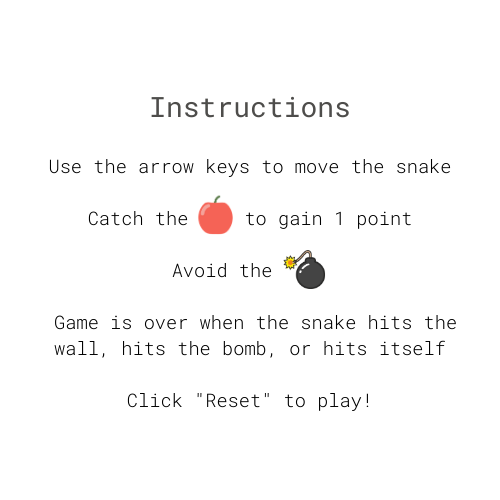 Instructions
Use the arrow keys to move the snake
Catch the to gain 1 point
Avoid the
Game is over when the snake hits the
wall, hits the bomb, or hits itself
Click "Reset" to play!